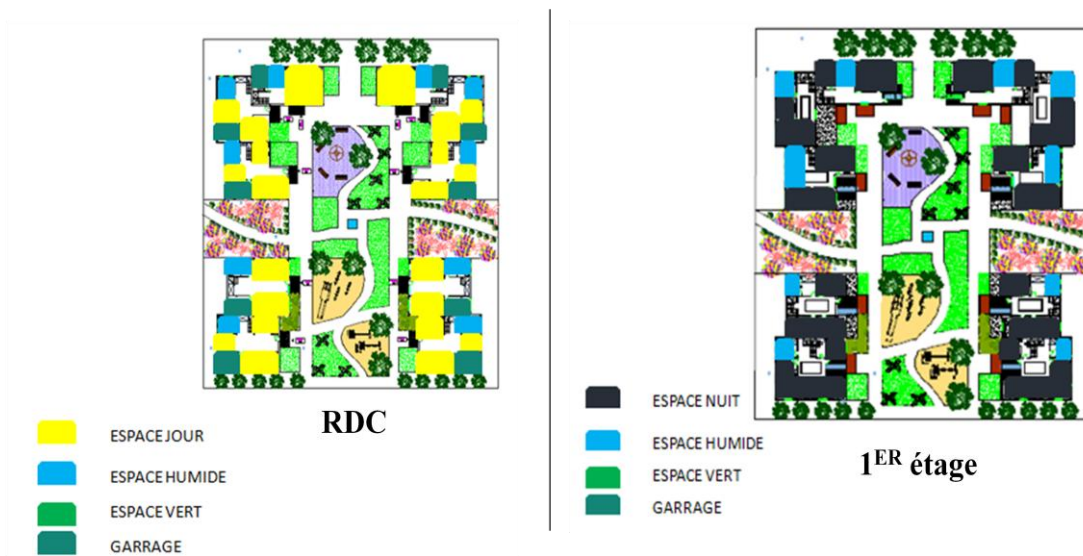 RDC
ESPACE JOUR
ESPACE HUMIDE
ESPACE VERT
GARRAGE
1ER étage
ESPACE NUIT
ESPACE HUMIDE
ESPACE VERT
GARRAGE